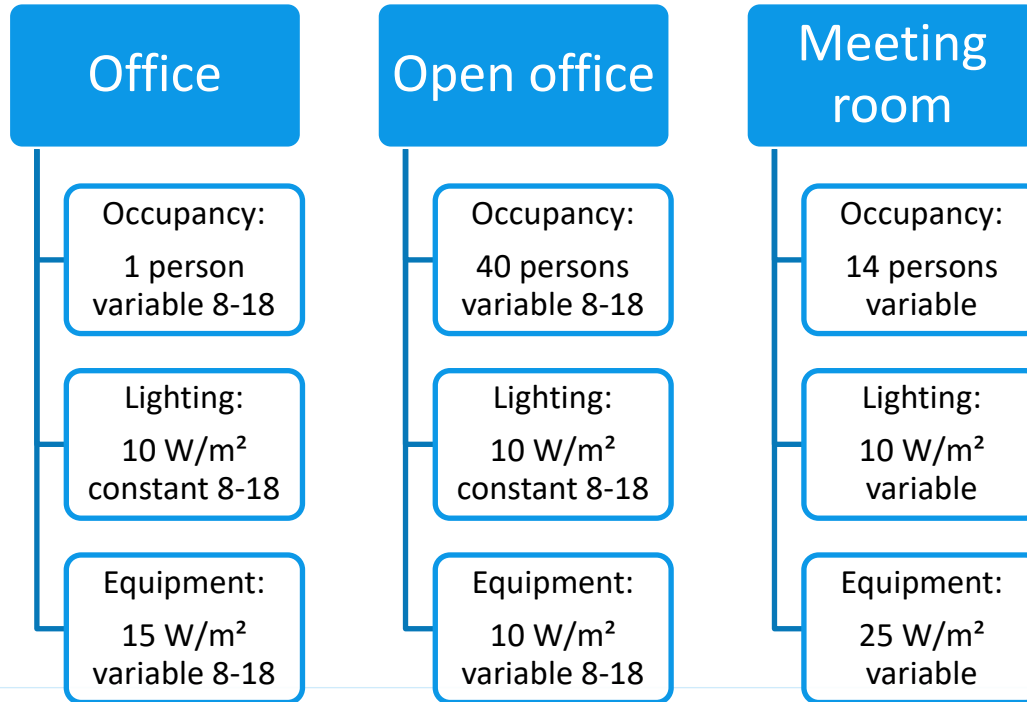 Office
Occupancy:
1 person
variable 8-18
Lighting:
10 W/m²
constant 8-18
Equipment:
15 W/m²
variable 8-18
Open office
Occupancy:
40 persons
variable 8-18
Lighting:
10 W/m²
constant 8-18
Equipment:
10 W/m²
variable 8-18
Meeting
room
Occupancy:
14 persons
variable
Lighting:
10 W/m²
variable
Equipment:
25 W/m²
variable